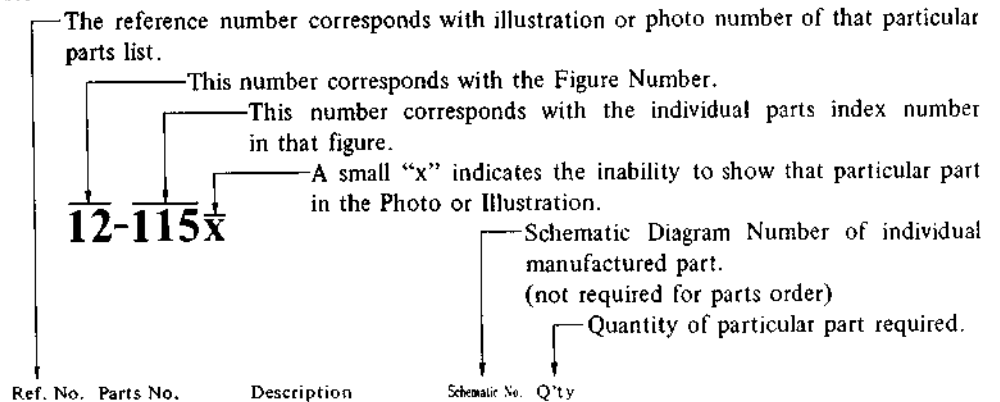 The reference number corresponds with illustration or photo number of that particular
parts list.
This number corresponds with the Figure Number.
This number corresponds with the individual parts index number
in that figure.
A small “x” indicates the inability to show that particular part
in the Photo or Illustration.
12-115x
Schematic Diagram Number of individual
manufactured part.
(not required for parts order)
Quantity of particular part required.
Ref. No. Parts No. Description Schematic No. Q'ty